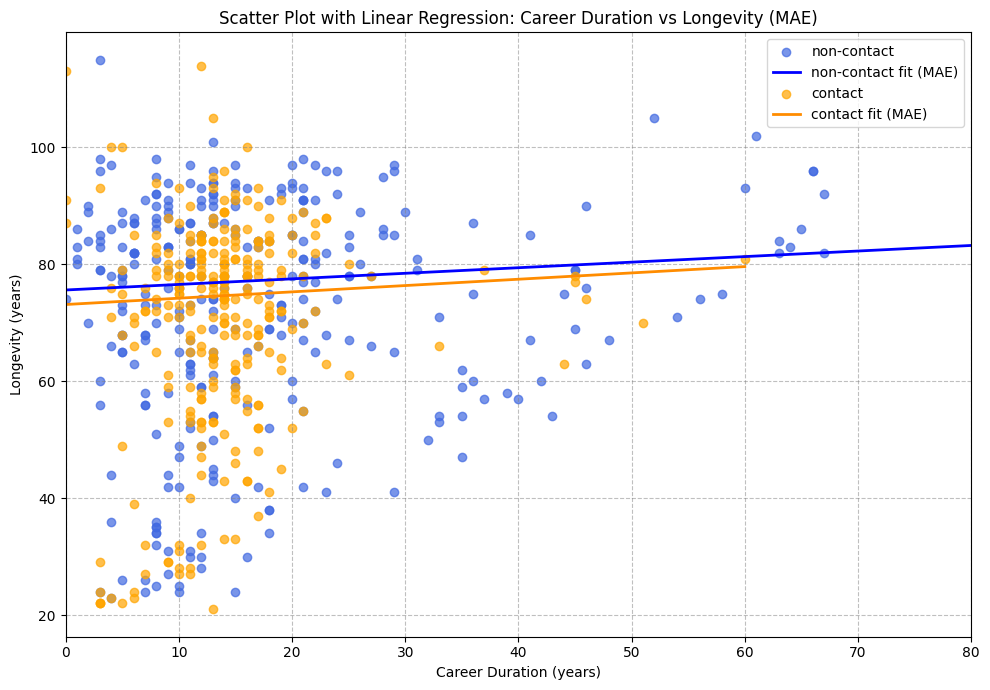 Scatter Plot with Linear Regression: Career Duration vs Longevity (MAE)
non-contact
non-contact fit (MAE)
contact
contact fit (MAE)
Longevity (years)
100
80
60
40
20
0 10 20 30 40 50 60 70 80
Career Duration (years)